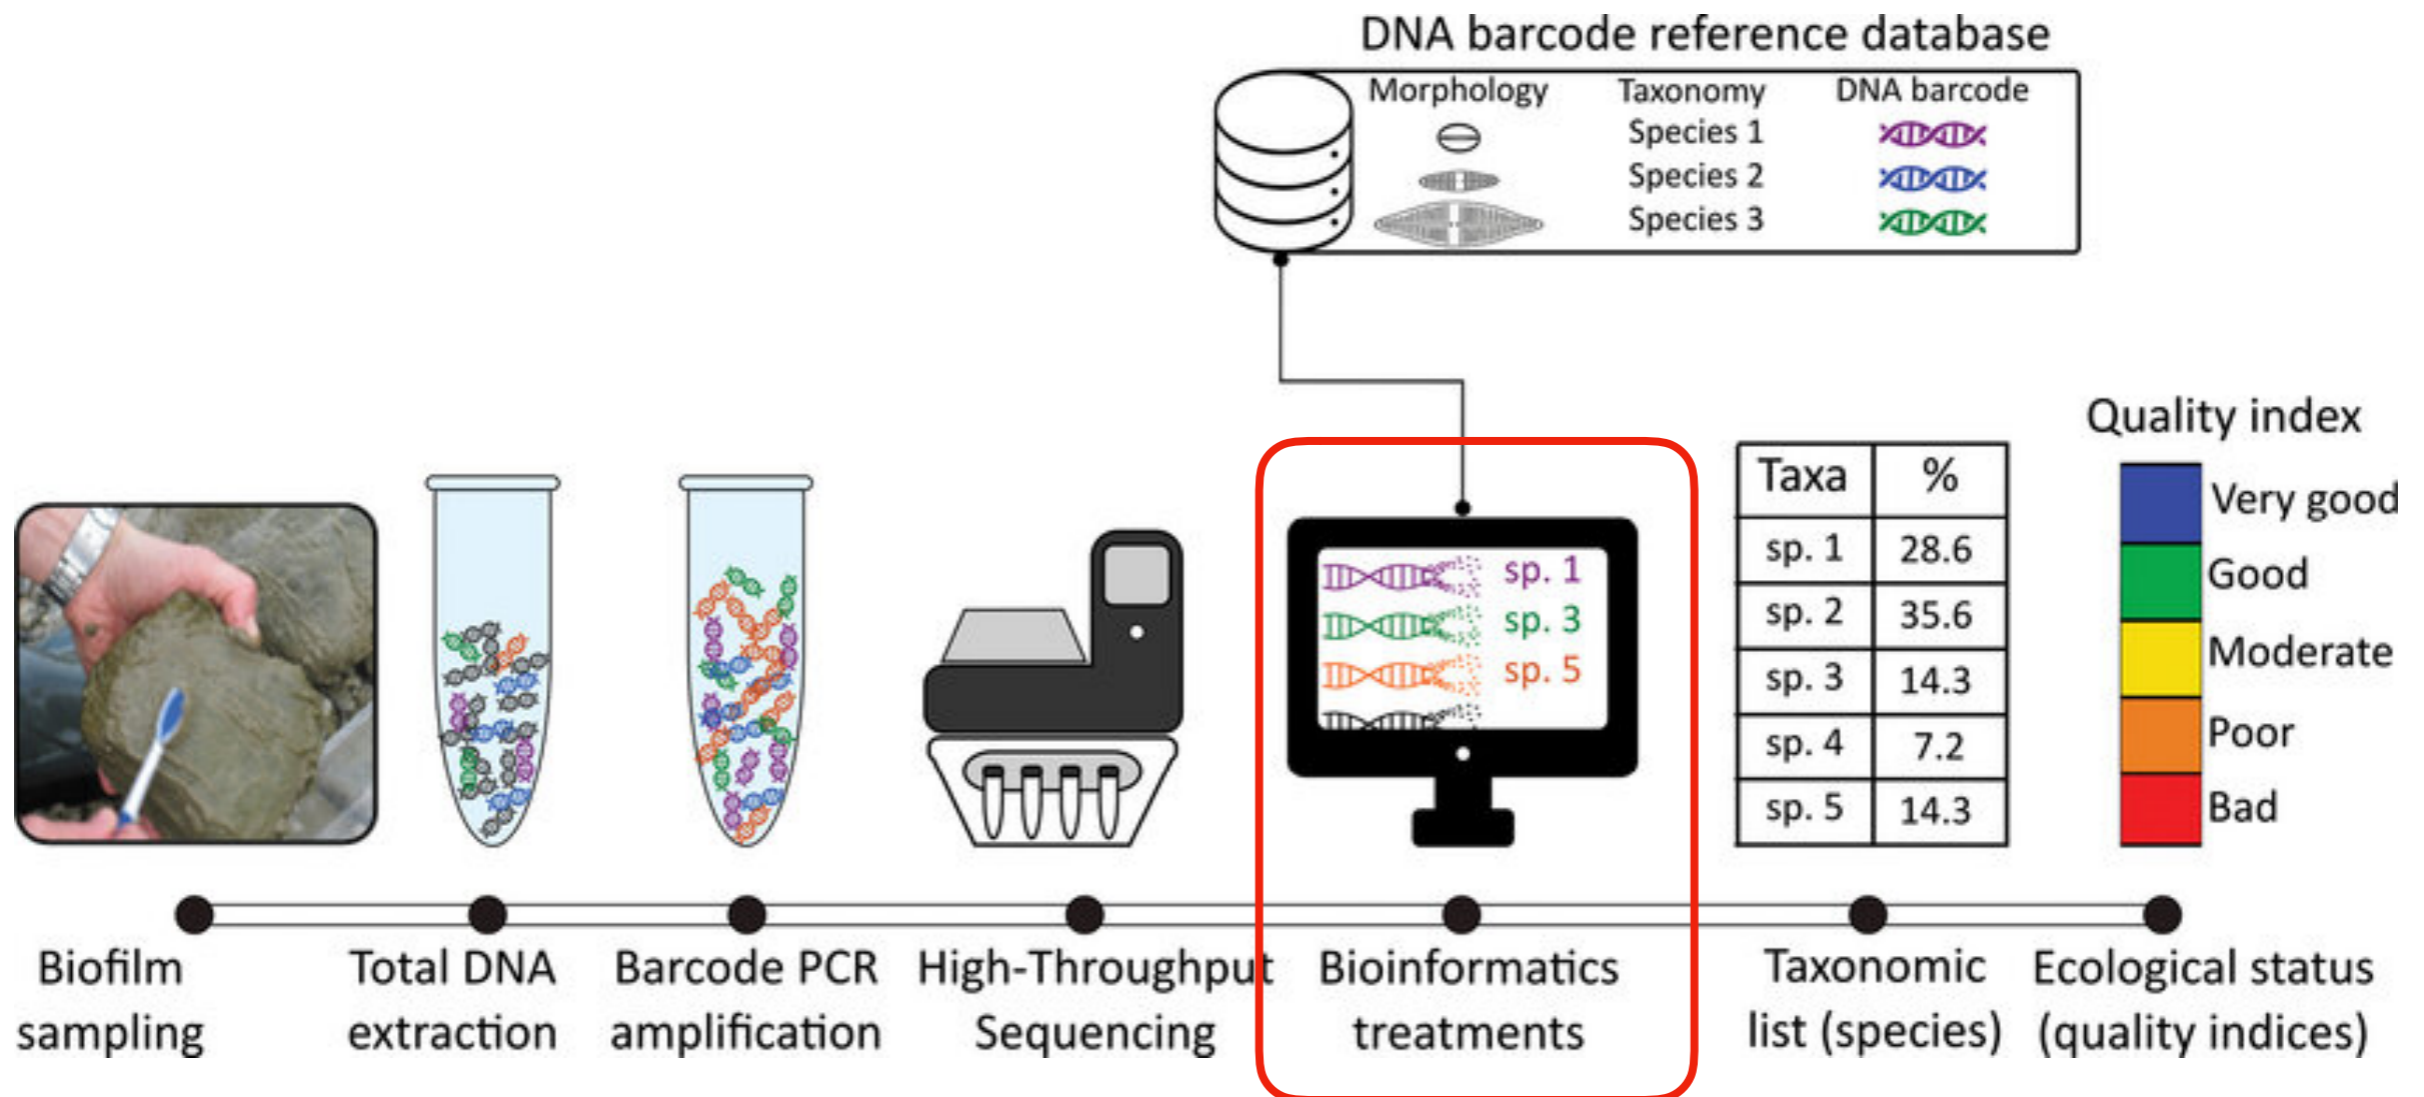 DNA barcode reference database
Morphology Taxonomy DNA barcode
Species 1
Species 2
Species 3
sp. 1
sp. 3
sp. 5
Taxa %
sp. 1 28.6
sp. 2 35.6
sp. 3 14.3
sp. 4 7.2
sp. 5 14.3
Quality index
Very good
Good
Moderate
Poor
Bad
Biofilm
sampling
Total DNA
extraction
Barcode PCR
amplification
High-Throughput
Sequencing
Bioinformatics
treatments
Taxonomic
list (species)
Ecological status
(quality indices)